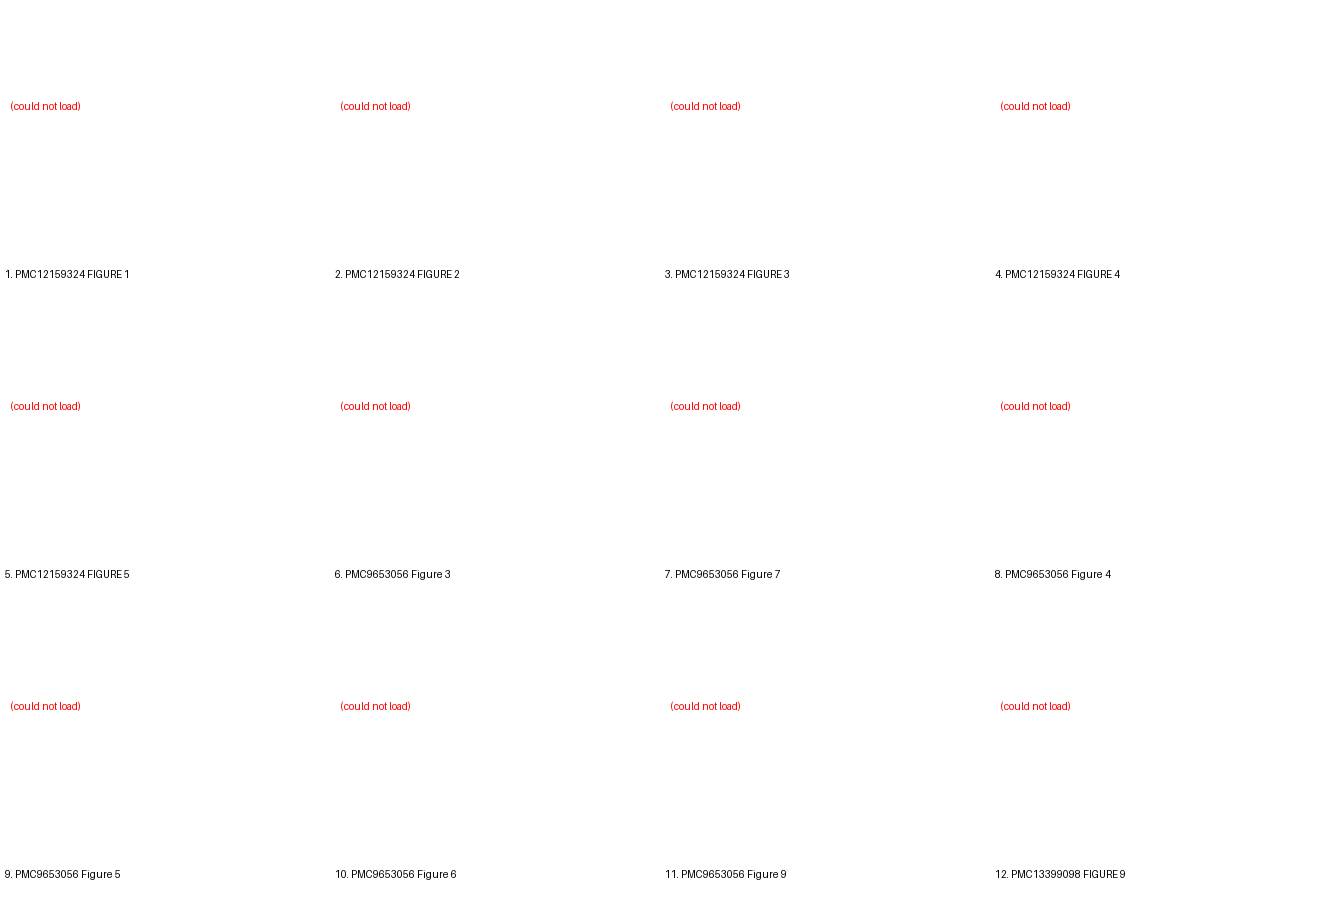 (could not load) (could not load) (could not load) (could not load)
1. PMC12159324 FIGURE 1 2. PMC12159324 FIGURE 2 3. PMC12159324 FIGURE 3 4. PMC12159324 FIGURE 4
(could not load) (could not load) (could not load) (could not load)
5. PMC12159324 FIGURE 5 6. PMC9653056 Figure 3 7. PMC9653056 Figure 7 8. PMC9653056 Figure 4
(could not load) (could not load) (could not load) (could not load)
9. PMC9653056 Figure 5 10. PMC9653056 Figure 6 11. PMC9653056 Figure 9 12. PMC13399098 FIGURE 9